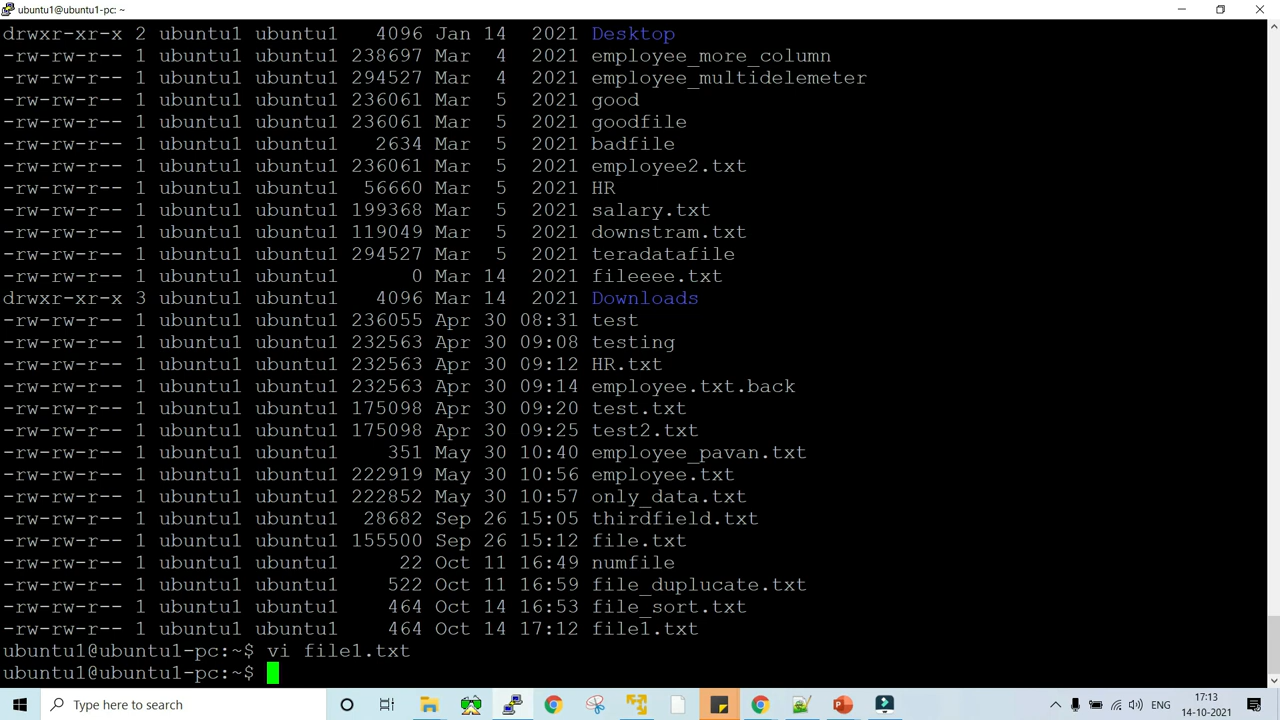 ubuntu1@ubuntu1-pc: ~
drwxr-xr-x 2 ubuntu1 ubuntu1   4096 Jan 14  2021 Desktop
-rw-rw-r-- 1 ubuntu1 ubuntu1 238697 Mar  4  2021 employee_more_column
-rw-rw-r-- 1 ubuntu1 ubuntu1 294527 Mar  4  2021 employee_multidelemeter
-rw-rw-r-- 1 ubuntu1 ubuntu1 236061 Mar  5  2021 good
-rw-rw-r-- 1 ubuntu1 ubuntu1 236061 Mar  5  2021 goodfile
-rw-rw-r-- 1 ubuntu1 ubuntu1   2634 Mar  5  2021 badfile
-rw-rw-r-- 1 ubuntu1 ubuntu1 236061 Mar  5  2021 employee2.txt
-rw-rw-r-- 1 ubuntu1 ubuntu1  56660 Mar  5  2021 HR
-rw-rw-r-- 1 ubuntu1 ubuntu1 199368 Mar  5  2021 salary.txt
-rw-rw-r-- 1 ubuntu1 ubuntu1 119049 Mar  5  2021 downstram.txt
-rw-rw-r-- 1 ubuntu1 ubuntu1 294527 Mar  5  2021 teradatafile
-rw-rw-r-- 1 ubuntu1 ubuntu1      0 Mar 14  2021 fileeee.txt
drwxr-xr-x 3 ubuntu1 ubuntu1   4096 Mar 14  2021 Downloads
-rw-rw-r-- 1 ubuntu1 ubuntu1 236055 Apr 30 08:31 test
-rw-rw-r-- 1 ubuntu1 ubuntu1 232563 Apr 30 09:08 testing
-rw-rw-r-- 1 ubuntu1 ubuntu1 232563 Apr 30 09:12 HR.txt
-rw-rw-r-- 1 ubuntu1 ubuntu1 232563 Apr 30 09:14 employee.txt.back
-rw-rw-r-- 1 ubuntu1 ubuntu1 175098 Apr 30 09:20 test.txt
-rw-rw-r-- 1 ubuntu1 ubuntu1 175098 Apr 30 09:25 test2.txt
-rw-rw-r-- 1 ubuntu1 ubuntu1    351 May 30 10:40 employee_pavan.txt
-rw-rw-r-- 1 ubuntu1 ubuntu1 222919 May 30 10:56 employee.txt
-rw-rw-r-- 1 ubuntu1 ubuntu1 222852 May 30 10:57 only_data.txt
-rw-rw-r-- 1 ubuntu1 ubuntu1  28682 Sep 26 15:05 thirdfield.txt
-rw-rw-r-- 1 ubuntu1 ubuntu1 155500 Sep 26 15:12 file.txt
-rw-rw-r-- 1 ubuntu1 ubuntu1     22 Oct 11 16:49 numfile
-rw-rw-r-- 1 ubuntu1 ubuntu1    522 Oct 11 16:59 file_duplucate.txt
-rw-rw-r-- 1 ubuntu1 ubuntu1    464 Oct 14 16:53 file_sort.txt
-rw-rw-r-- 1 ubuntu1 ubuntu1    464 Oct 14 17:12 file1.txt
ubuntu1@ubuntu1-pc:~$ vi file1.txt
ubuntu1@ubuntu1-pc:~$
Type here to search
ENG
17:13
14-10-2021